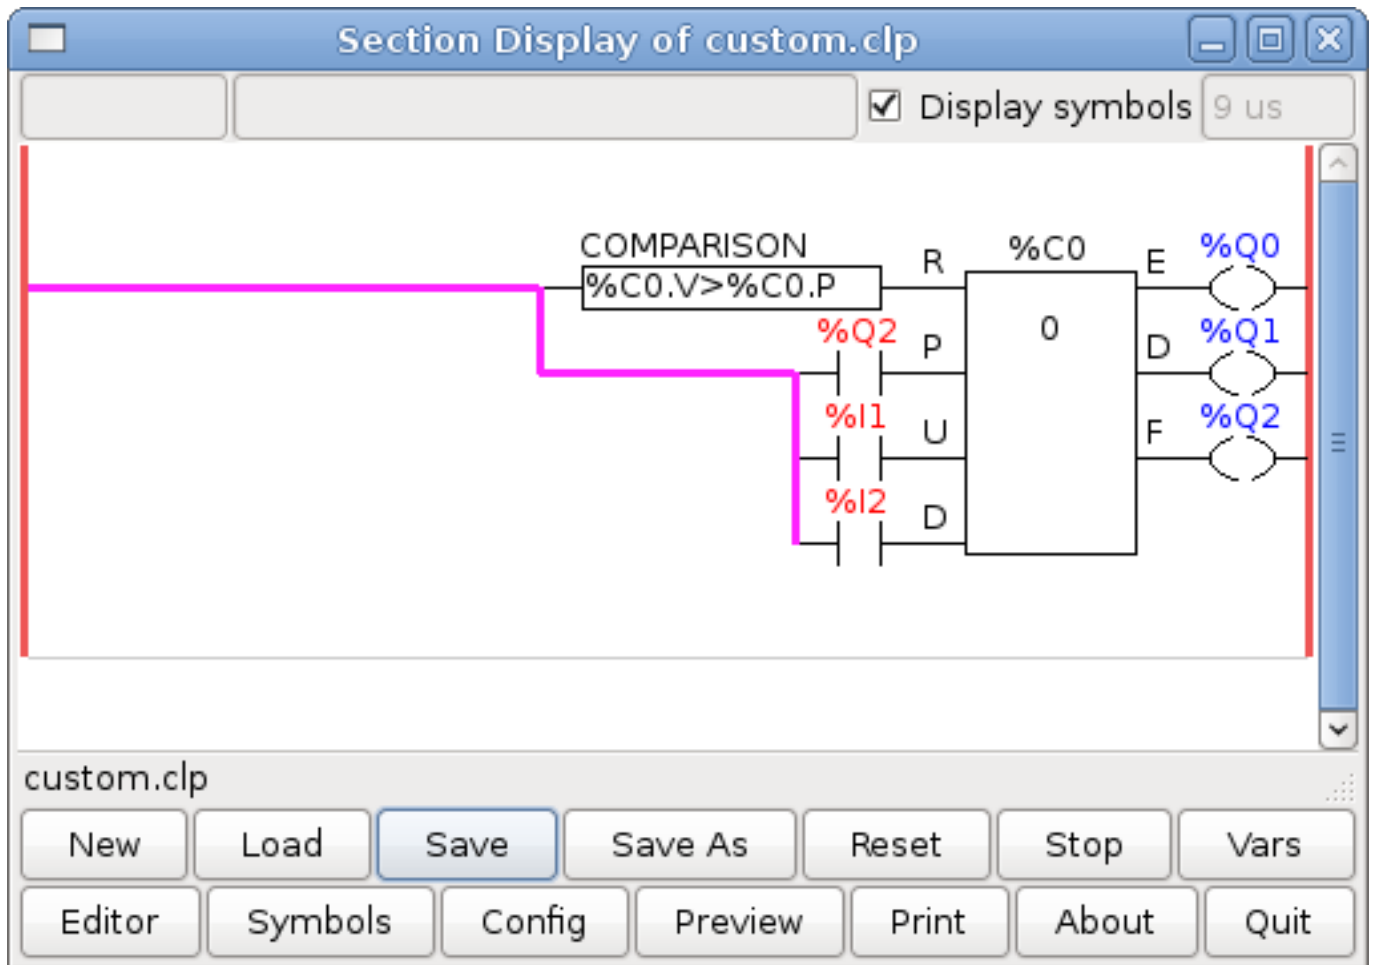 Section Display of custom.clp
Display symbols 9 us
COMPARISON R %C0 E %Q0
%C0.V>%C0.P
%Q2 P 0 D %Q1
%I1 U F %Q2
%I2 D
custom.clp
New Load Save Save As Reset Stop Vars
Editor Symbols Config Preview Print About Quit